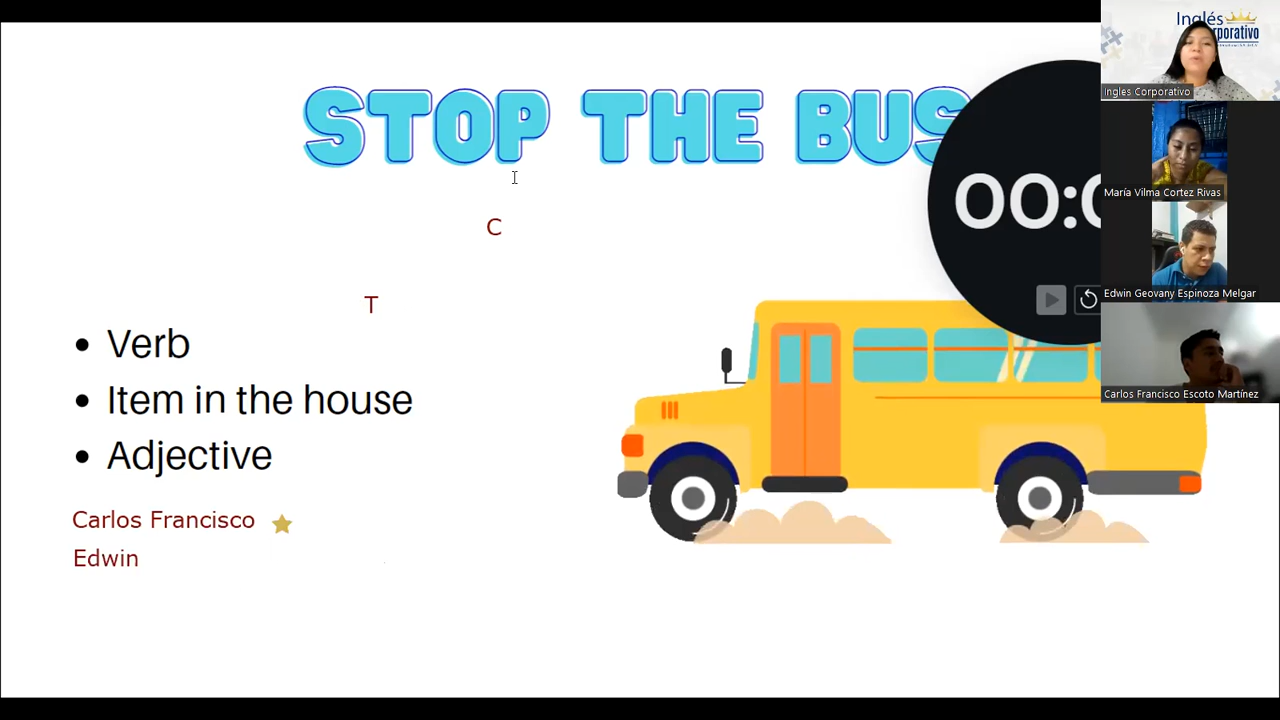 STOP THE BUS
C
T
• Verb
• Item in the house
• Adjective
Carlos Francisco
Edwin
00:0
Inglés
Ingles Corporativo
María Vilma Cortez Rivas
Edwin Geovany Espinoza Melgar
Carlos Francisco Escoto Martínez